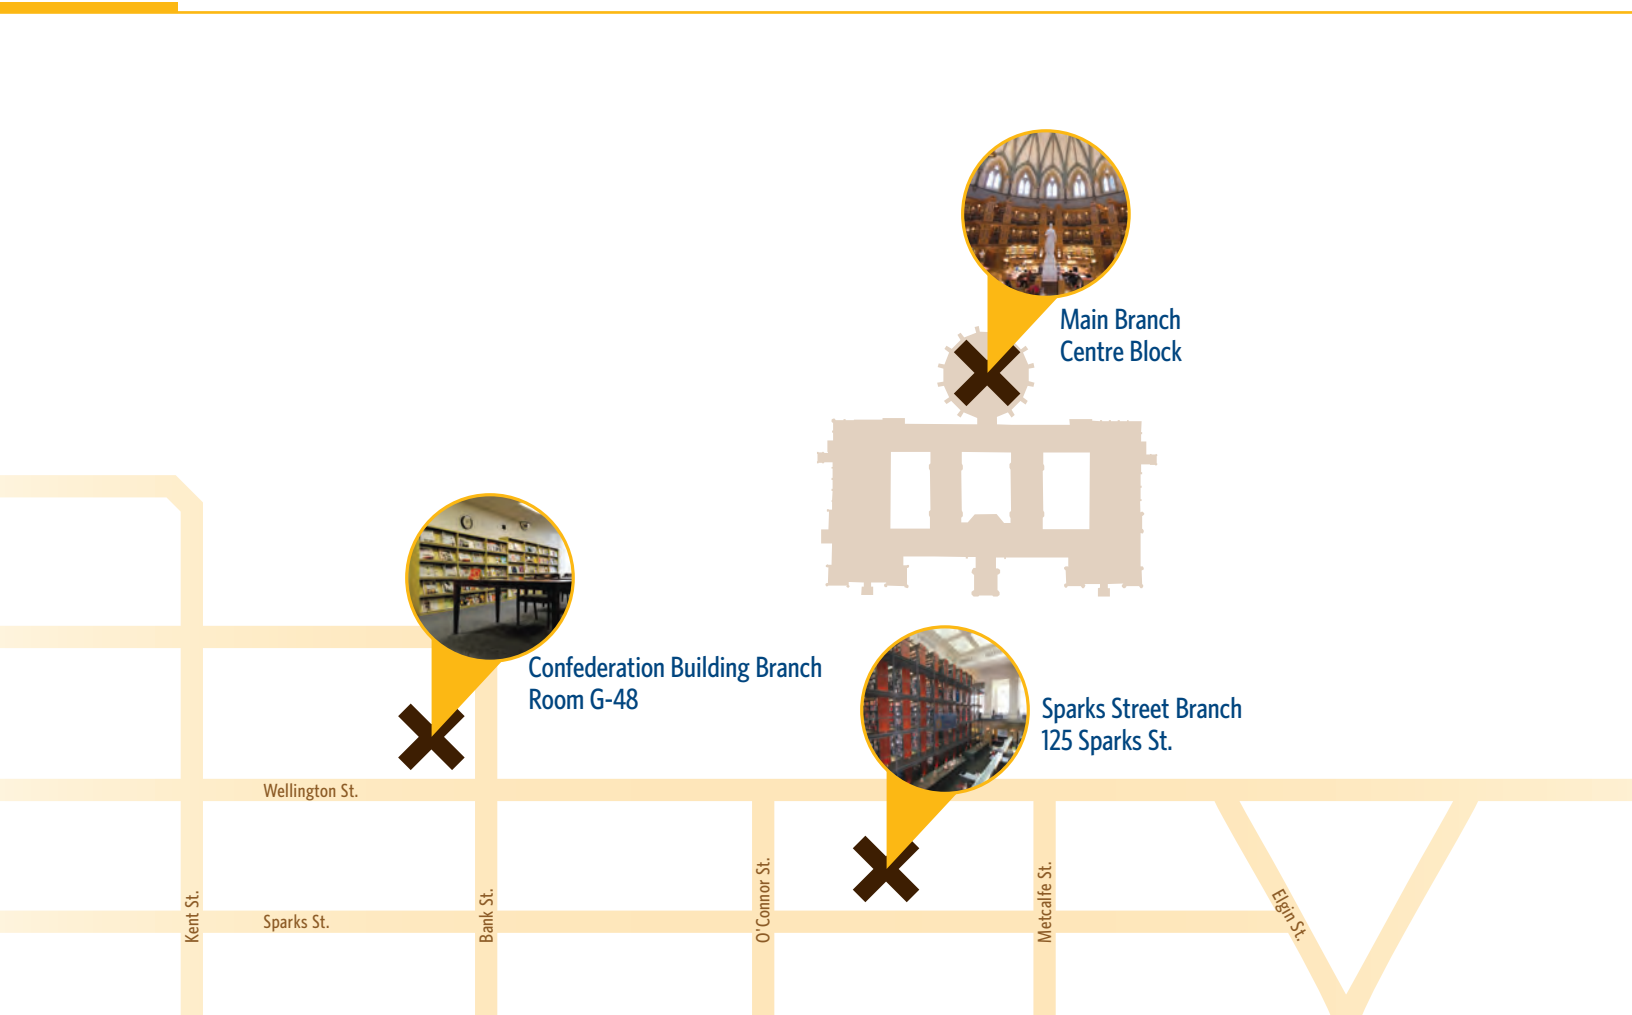 Main Branch
Centre Block
Confederation Building Branch
Room G-48
Sparks Street Branch
125 Sparks St.
Wellington St.
Kent St.
Sparks St.
Bank St.
O'Connor St.
Metcalfe St.
Elgin St.